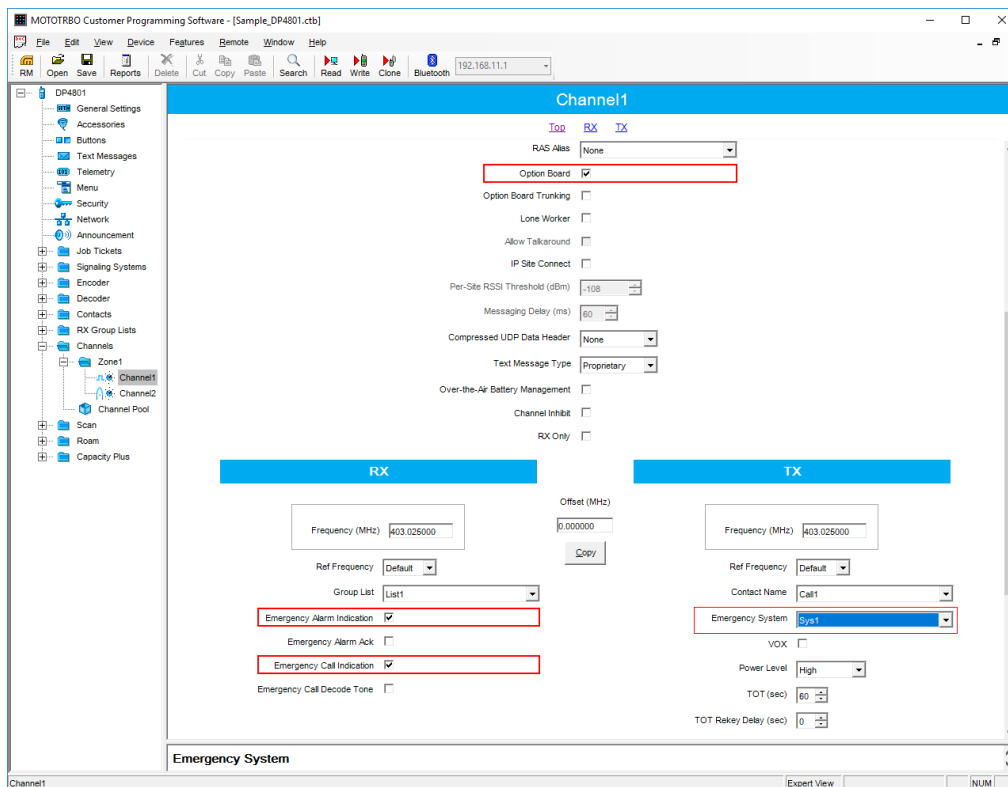 MOTOTRBO Customer Programming Software - [Sample_DP4801.ctb]
File Edit View Device Features Remote Window Help
RM Open Save Reports Delete Cut Copy Paste Search Read Write Clone Bluetooth 192.168.11.1
DP4801
General Settings
Accessories
Buttons
Text Messages
Telemetry
Menu
Security
Network
Announcement
Job Tickets
Signaling Systems
Encoder
Decoder
Contacts
RX Group Lists
Channels
Zone1
Channel1
Channel2
Channel Pool
Scan
Roam
Capacity Plus
Channel1
Top RX TX
RAS Alias None
Option Board
Option Board Trunking
Lone Worker
Allow Talkaround
IP Site Connect
Per-Site RSSI Threshold (dBm) -108
Messaging Delay (ms) 60
Compressed UDP Data Header None
Text Message Type Proprietary
Over-the-Air Battery Management
Channel Inhibit
RX Only
RX
Frequency (MHz) 403.025000
Ref Frequency Default
Group List List1
Emergency Alarm Indication
Emergency Alarm Ack
Emergency Call Indication
Emergency Call Decode Tone
Offset (MHz)
0.000000
Copy
TX
Frequency (MHz) 403.025000
Ref Frequency Default
Contact Name Call1
Emergency System Sys1
VOX
Power Level High
TOT (sec) 60
TOT Rekey Delay (sec) 0
Emergency System
Channel1 Expert View NUM